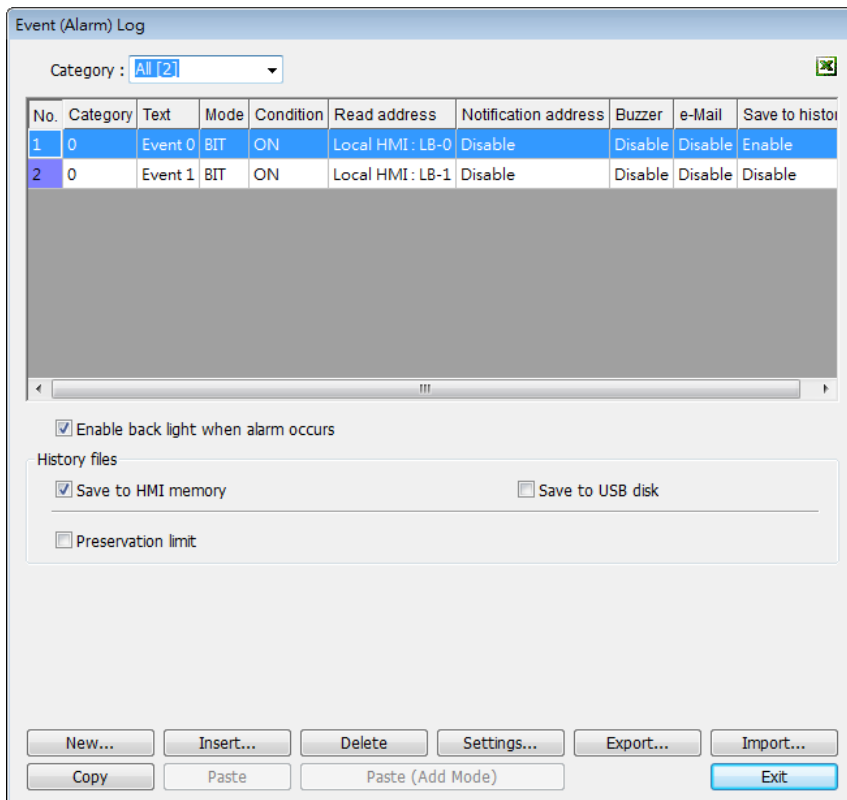 Event (Alarm) Log
Category : All [2]
No. Category Text Mode Condition Read address Notification address Buzzer e-Mail Save to histor
1 0 Event 0 BIT ON Local HMI : LB-0 Disable Disable Disable Enable
2 0 Event 1 BIT ON Local HMI : LB-1 Disable Disable Disable Disable
Enable back light when alarm occurs
History files
Save to HMI memory Save to USB disk
Preservation limit
New... Insert... Delete Settings... Export... Import...
Copy Paste Paste (Add Mode) Exit